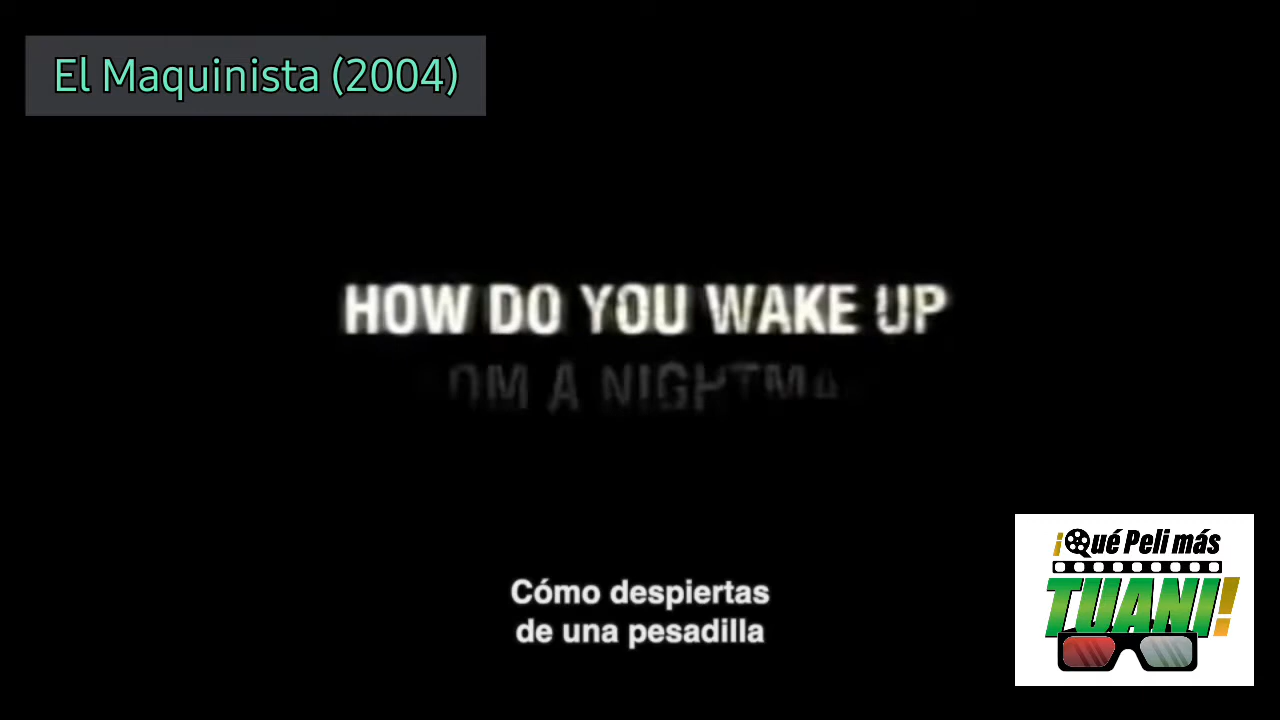 El Maquinista (2004)
HOW DO YOU WAKE UP
A
Cómo despiertas
de una pesadilla
¡Qué Peli más
TUANI!